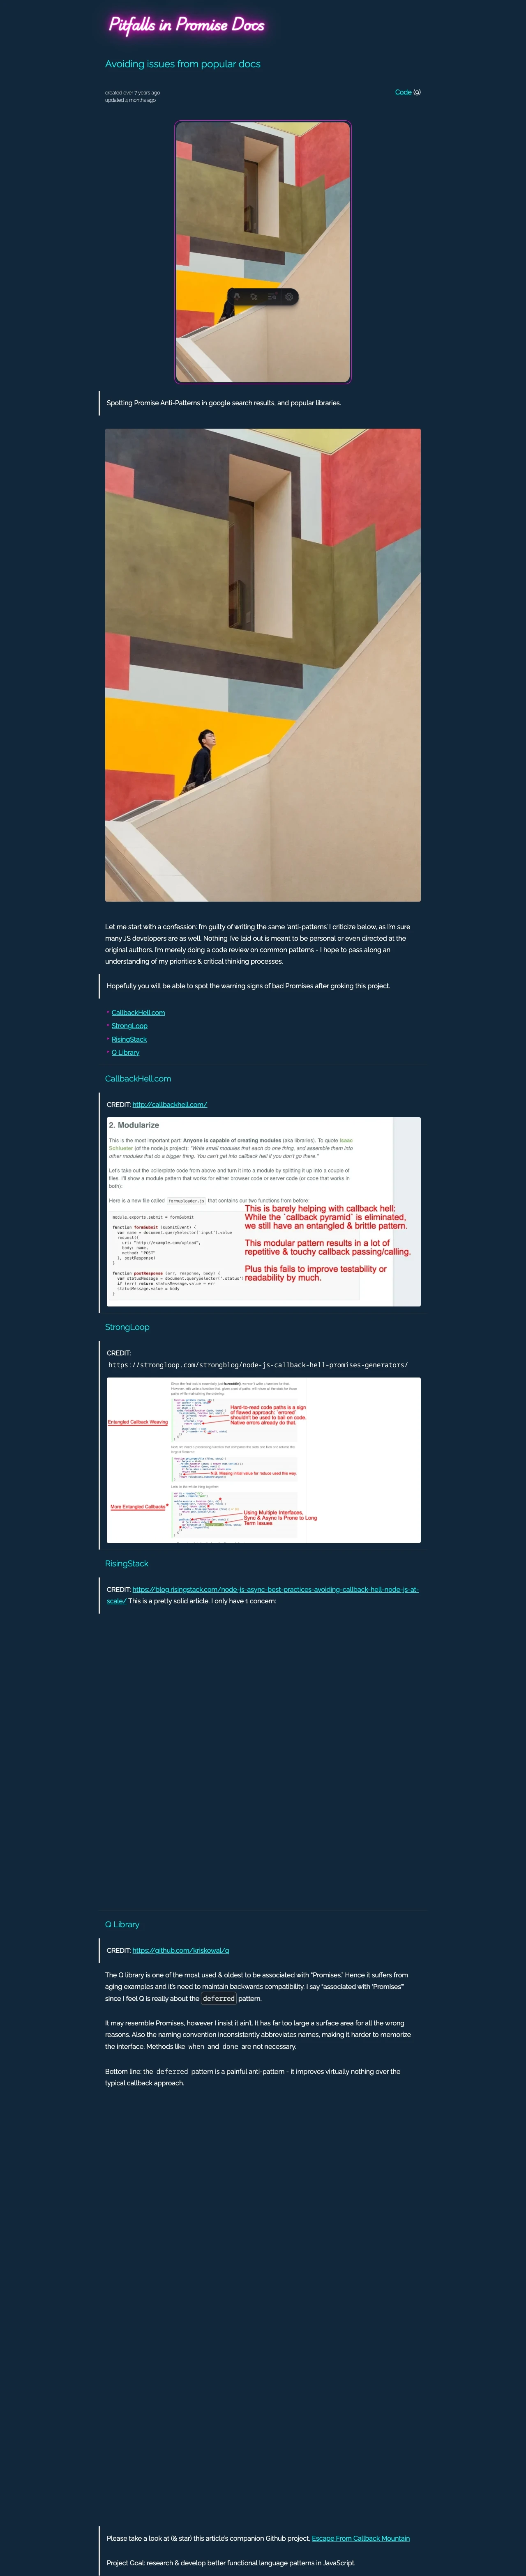 Pitfalls in Promise Docs
Avoiding issues from popular docs
created over 7 years ago
updated 4 months ago
Code (9)
Spotting Promise Anti-Patterns in google search results, and popular libraries.
Let me start with a confession: I'm guilty of writing the same 'anti-patterns' I criticize below, as I'm sure
many JS developers are as well. Nothing I've laid out is meant to be personal or even directed at the
original authors. I'm merely doing a code review on common patterns - I hope to pass along an
understanding of my priorities & critical thinking processes.
Hopefully you will be able to spot the warning signs of bad Promises after groking this project.
CallbackHell.com
StrongLoop
RisingStack
Q Library
CallbackHell.com
CREDIT: http://callbackhell.com/
2. Modularize
This is the most important part: Anyone is capable of creating modules (aka libraries). To quote Isaac
Schlueter (of the node.js project): "Write small modules that each do one thing, and assemble them into
other modules that do a bigger thing. You can't get into callback hell if you don't go there."
Let's take out the boilerplate code from above and turn it into a module by splitting it up into a couple of
files. I'll show a module pattern that works for either browser code or server code (or code that works in
both):
Here is a new file called formuploader.js that contains our two functions from before:
module.exports.submit = formSubmit
function formSubmit (submitEvent) {
var name = document.querySelector('input').value
request({
uri: "http://example.com/upload",
body: name,
method: "POST"
}, postResponse)
}
function postResponse (err, response, body) {
var statusMessage = document.querySelector('.status')
if (err) return statusMessage.value = err
statusMessage.value = body
}
This is barely helping with callback hell:
While the `callback pyramid` is eliminated,
we still have an entangled & brittle pattern.
This modular pattern results in a lot of
repetitive & touchy callback passing/calling.
Plus this fails to improve testability or
readability by much.
StrongLoop
CREDIT:
https://strongloop.com/strongblog/node-js-callback-hell-promises-generators/
Entangled Callback Weaving
Hard-to-read code paths are a sign
of flawed approach: 'errored'
shouldn't be used to bail on code.
Native errors already do that.
N.B. Missing initial value for reduce used this way.
More Entangled Callbacks
Using Multiple Interfaces,
Sync & Async is Prone to Long
Term Issues
RisingStack
CREDIT: https://blog.risingstack.com/node-js-async-best-practices-avoiding-callback-hell-node-js-at-
scale/ This is a pretty solid article. I only have 1 concern:
Q Library
CREDIT: https://github.com/kriskowal/q
The Q library is one of the most used & oldest to be associated with "Promises." Hence it suffers from
aging examples and it's need to maintain backwards compatibility. I say "associated with 'Promises'"
since I feel Q is really about the deferred pattern.
It may resemble Promises, however I insist it ain't. It has far too large a surface area for all the wrong
reasons. Also the naming convention inconsistently abbreviates names, making it harder to memorize
the interface. Methods like when and done are not necessary.
Bottom line: the deferred pattern is a painful anti-pattern - it improves virtually nothing over the
typical callback approach.
Please take a look at (& star) this article's companion Github project, Escape From Callback Mountain
Project Goal: research & develop better functional language patterns in JavaScript.